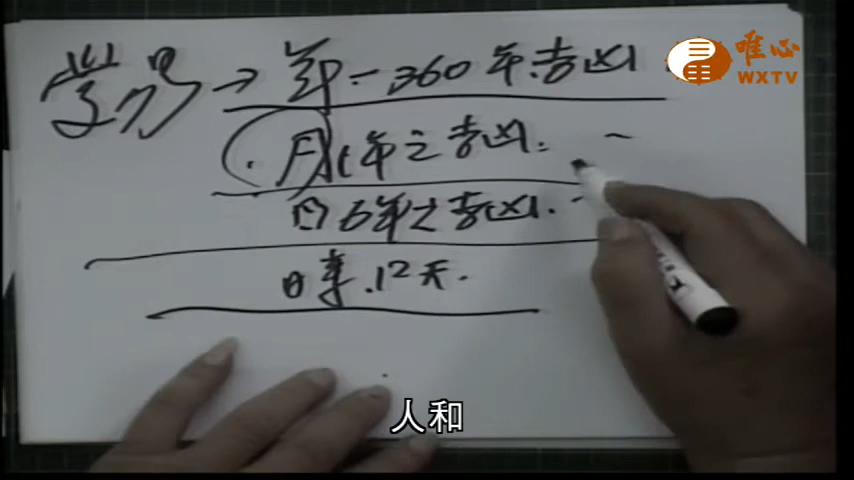 学易→年=360年吉凶
月1年之吉凶.
日6年之吉凶.
时事.12天.
唯心
WXTV
人和